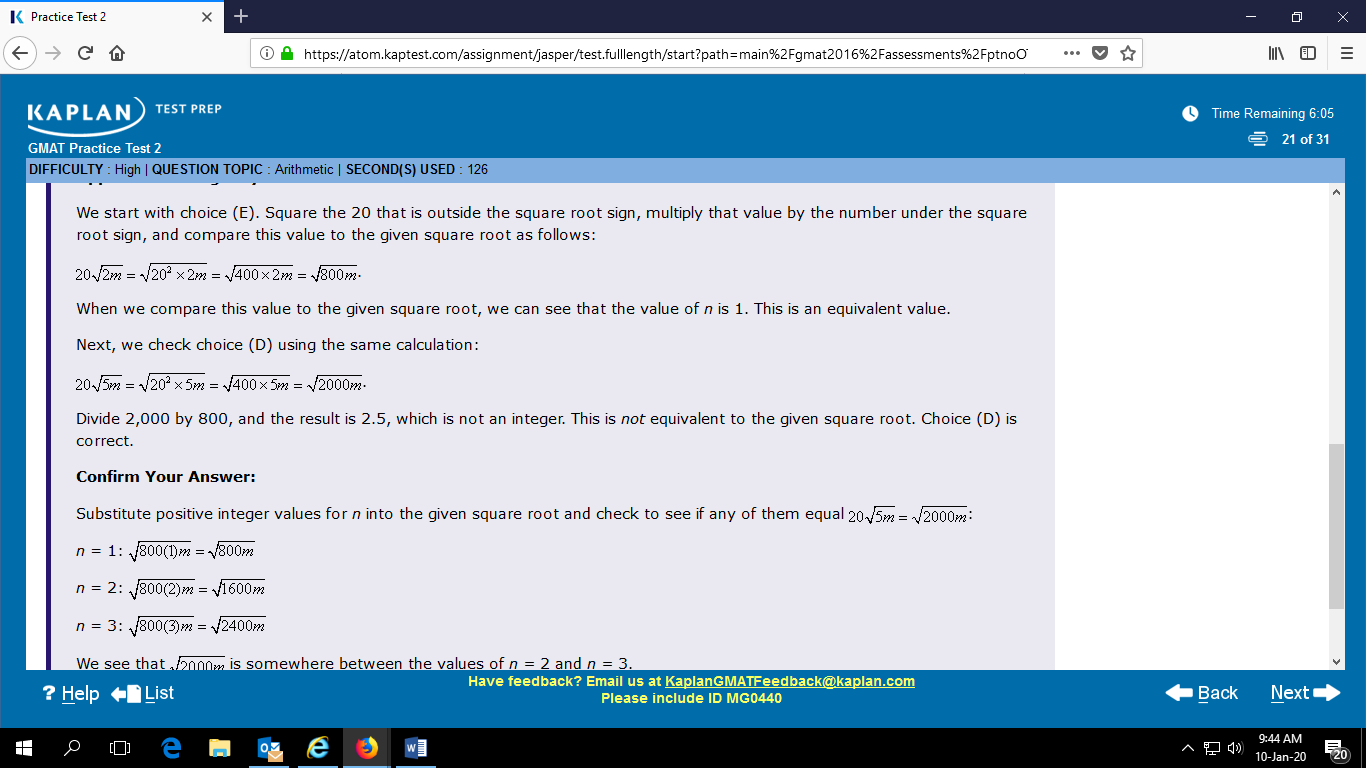 Practice Test 2
https://atom.kaptest.com/assignment/jasper/test.fulllength/start?path=main%2Fgmat2016%2Fassessments%2FptnoO
KAPLAN TEST PREP
Time Remaining 6:05
GMAT Practice Test 2
21 of 31
DIFFICULTY : High | QUESTION TOPIC : Arithmetic | SECOND(S) USED : 126
We start with choice (E). Square the 20 that is outside the square root sign, multiply that value by the number under the square
root sign, and compare this value to the given square root as follows:
20√2m = √20² × 2m = √400 × 2m = √800m.
When we compare this value to the given square root, we can see that the value of n is 1. This is an equivalent value.
Next, we check choice (D) using the same calculation:
20√5m = √20² × 5m = √400 × 5m = √2000m.
Divide 2,000 by 800, and the result is 2.5, which is not an integer. This is not equivalent to the given square root. Choice (D) is
correct.
Confirm Your Answer:
Substitute positive integer values for n into the given square root and check to see if any of them equal 20√5m = √2000m:
n = 1: √800(1)m = √800m
n = 2: √800(2)m = √1600m
n = 3: √800(3)m = √2400m
We see that √2000m is somewhere between the values of n = 2 and n = 3.
? Help
List
Have feedback? Email us at KaplanGMATFeedback@kaplan.com
Please include ID MG0440
Back
Next
9:44 AM
10-Jan-20
20